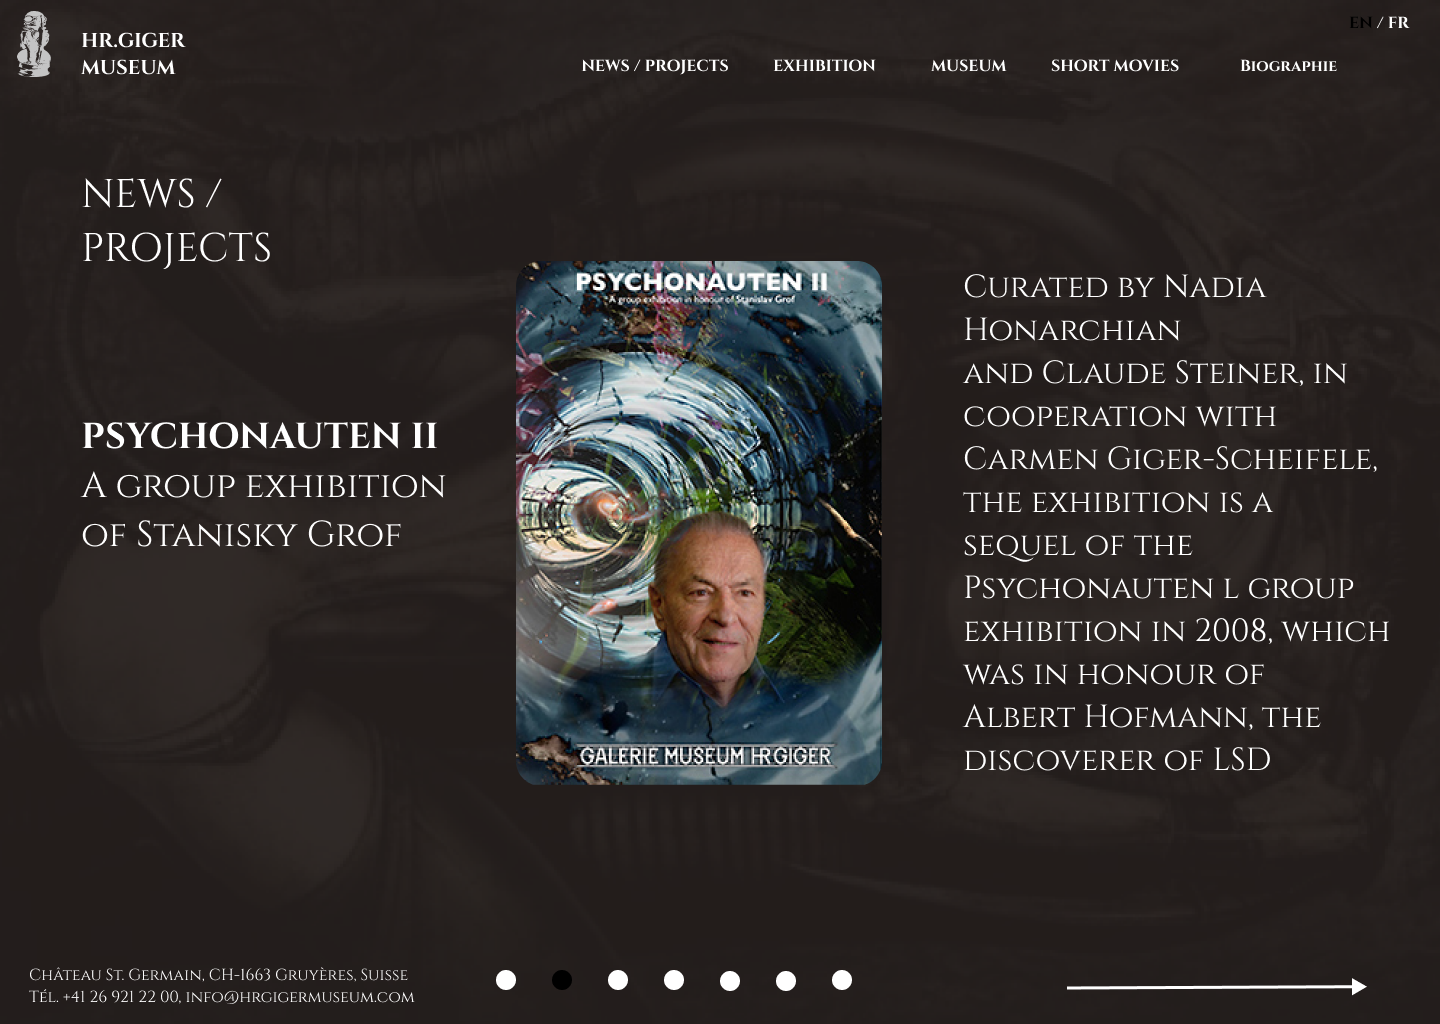 HR.GIGER
MUSEUM
EN / FR
NEWS / PROJECTS
EXHIBITION
MUSEUM
SHORT MOVIES
Biographie
NEWS /
PROJECTS
PSYCHONAUTEN II
A group exhibition
of Stanisky Grof
PSYCHONAUTEN II
A group exhibition in honour of Stanislav Grof
GALERIE MUSEUM HR GIGER
Curated by Nadia
Honarchian
and Claude Steiner, in
cooperation with
Carmen Giger-Scheifele,
the exhibition is a
sequel of the
Psychonauten l group
exhibition in 2008, which
was in honour of
Albert Hofmann, the
discoverer of LSD
Château St. Germain, CH-1663 Gruyères, Suisse
Tél. +41 26 921 22 00, info@hrgigermuseum.com